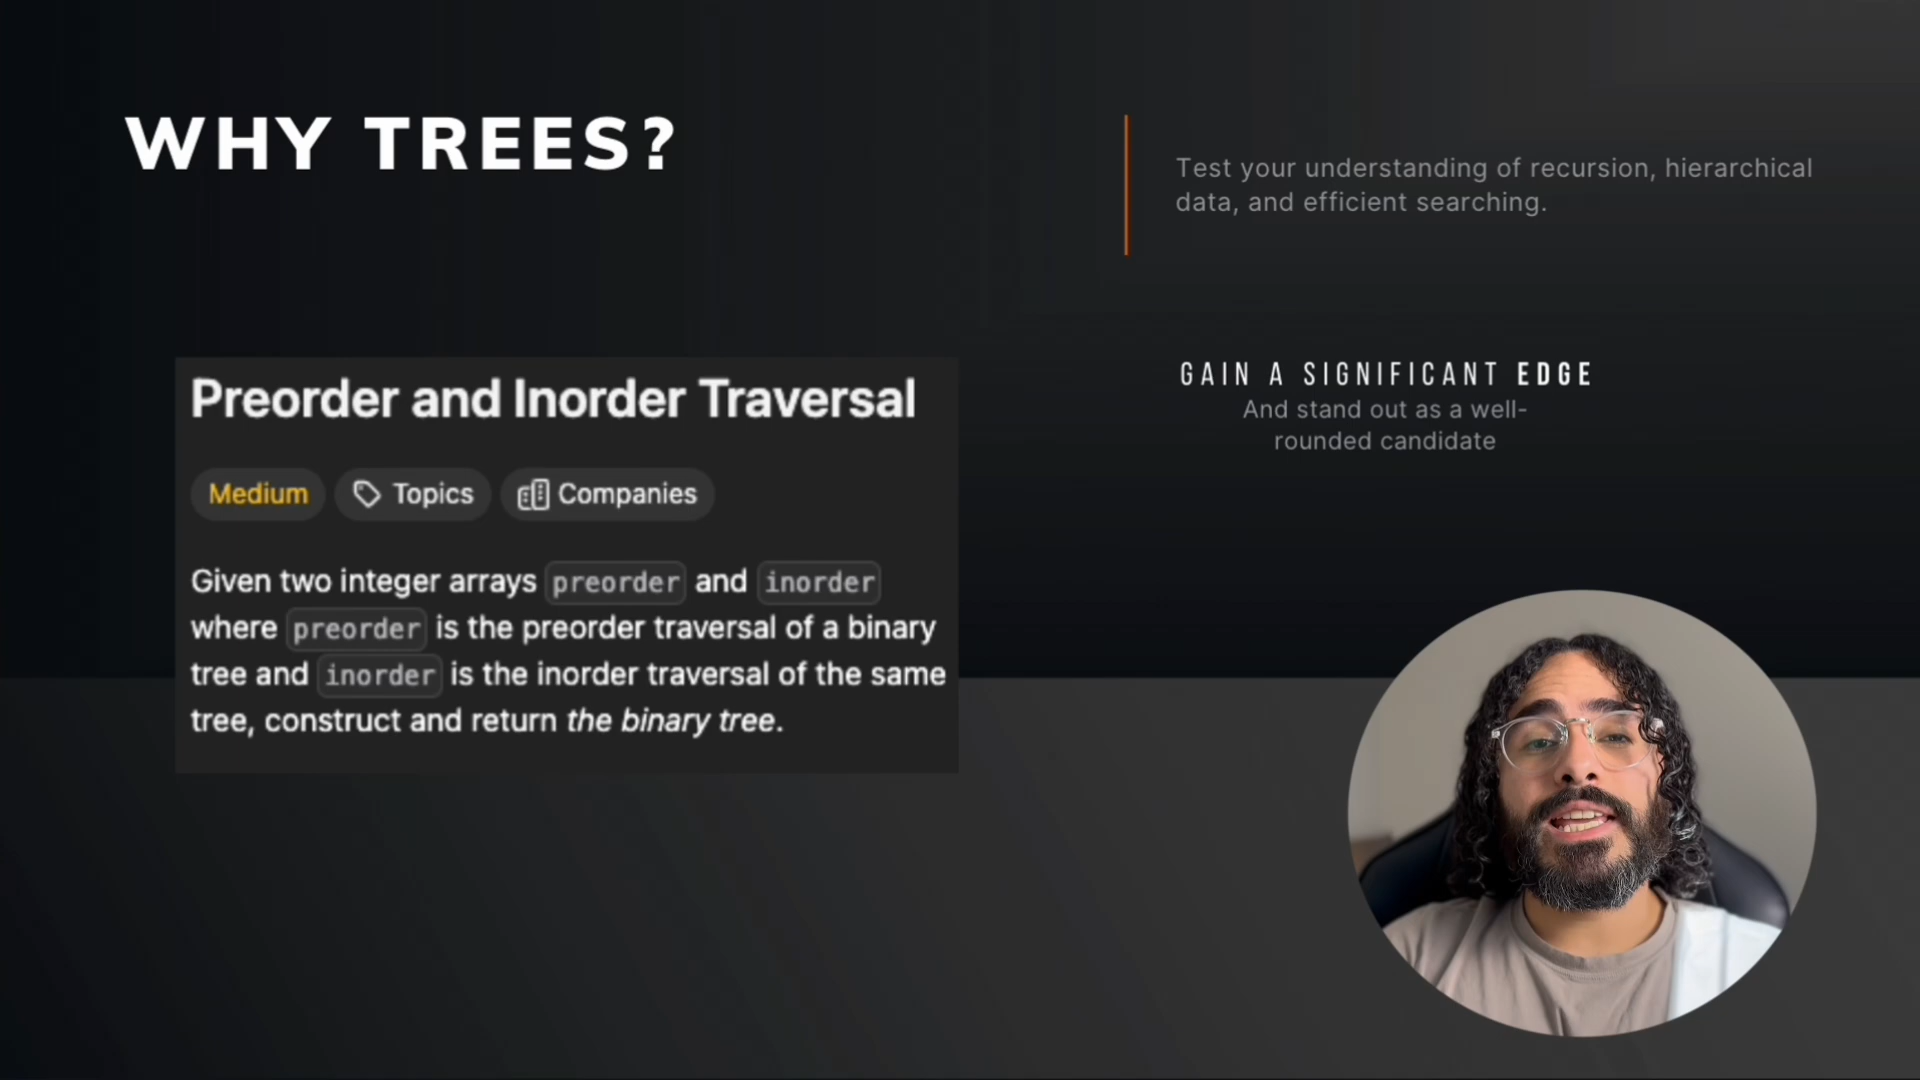 WHY TREES?
Test your understanding of recursion, hierarchical
data, and efficient searching.
GAIN A SIGNIFICANT EDGE
And stand out as a well-
rounded candidate
Preorder and Inorder Traversal
Medium Topics Companies
Given two integer arrays preorder and inorder
where preorder is the preorder traversal of a binary
tree and inorder is the inorder traversal of the same
tree, construct and return the binary tree.